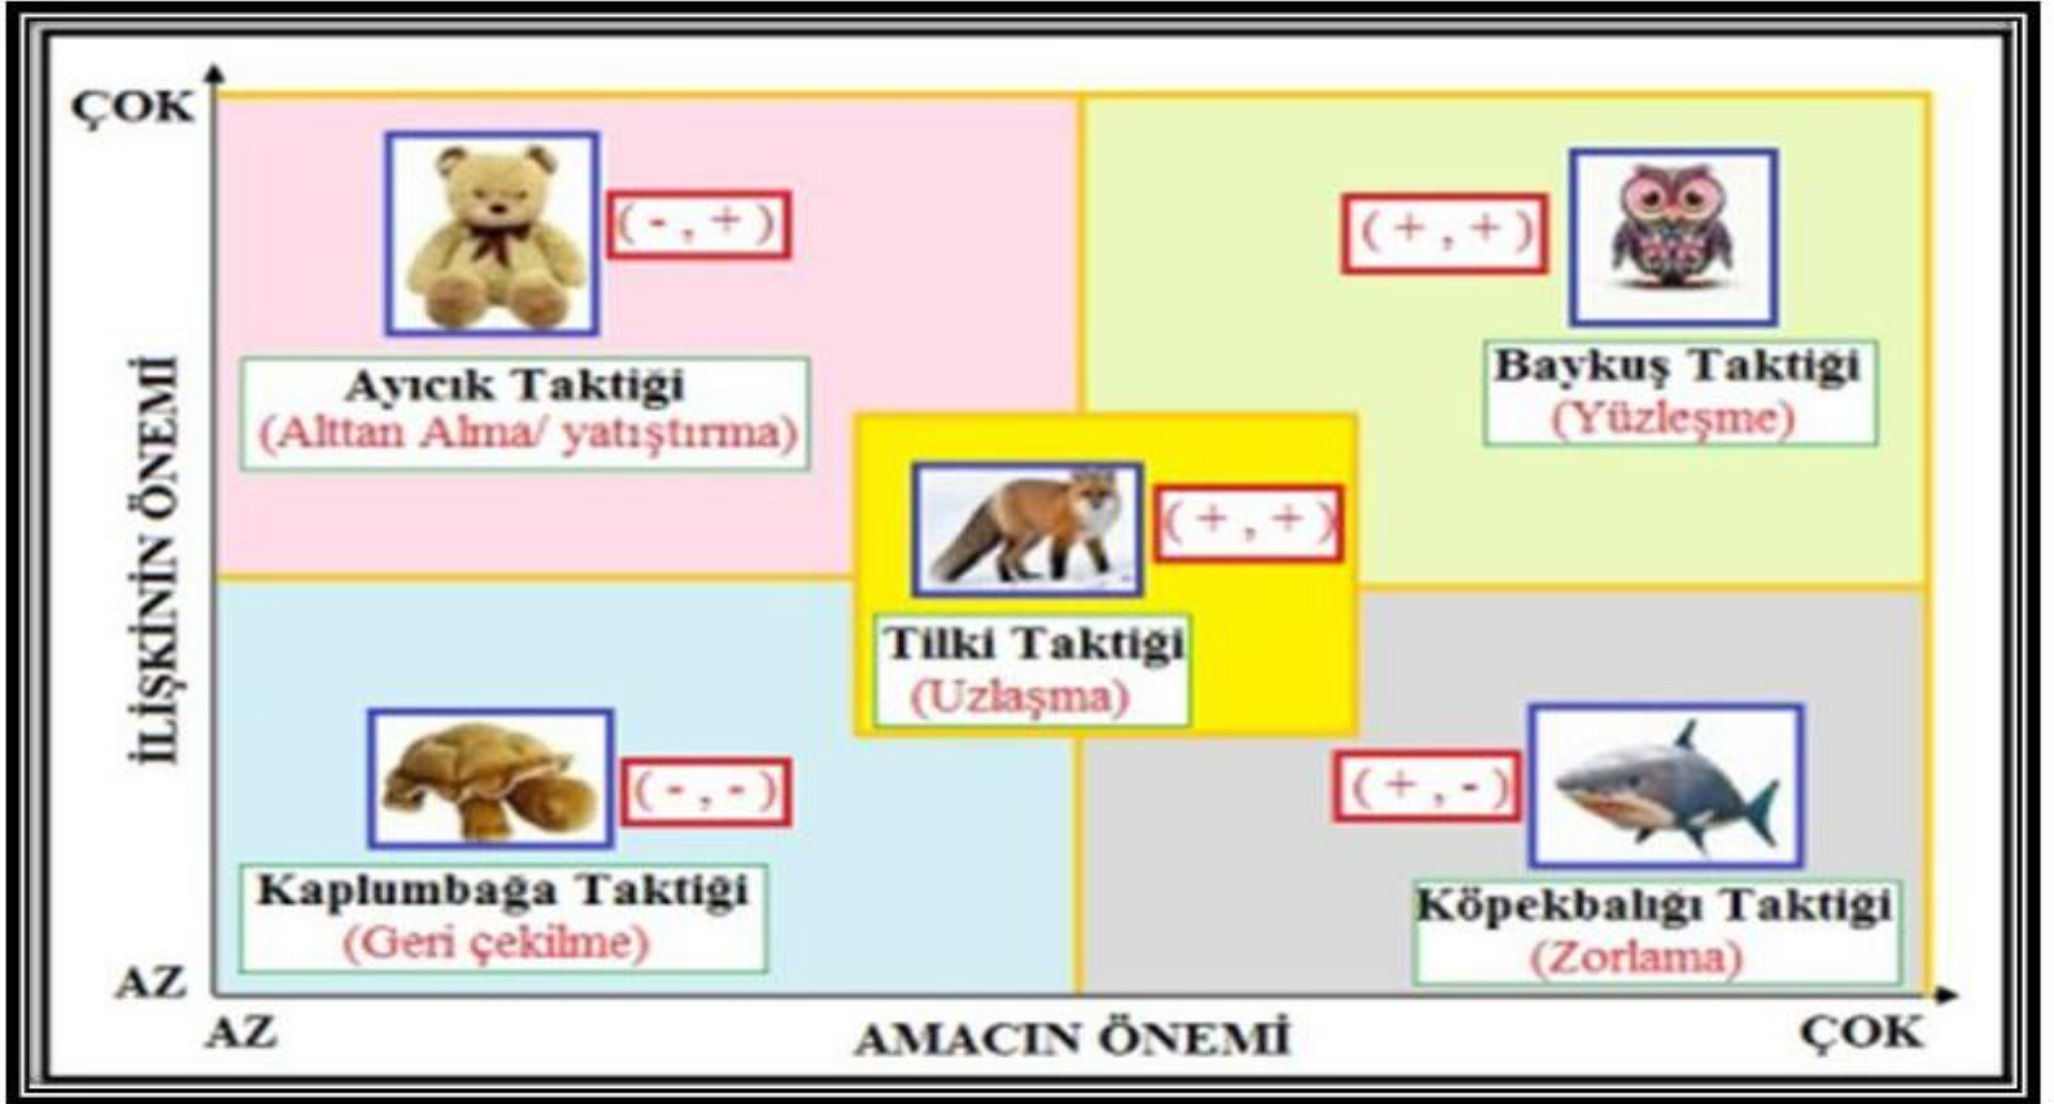 ÇOK
( - , + )
( + , + )
Ayıcık Taktiği
(Alttan Alma/ yatıştırma)
Baykuş Taktiği
(Yüzleşme)
İLİŞKİNİN ÖNEMİ
( + , + )
Tilki Taktiği
(Uzlaşma)
( - , - )
( + , - )
Kaplumbağa Taktiği
(Geri çekilme)
Köpekbalığı Taktiği
(Zorlama)
AZ
AZ
AMACIN ÖNEMİ
ÇOK